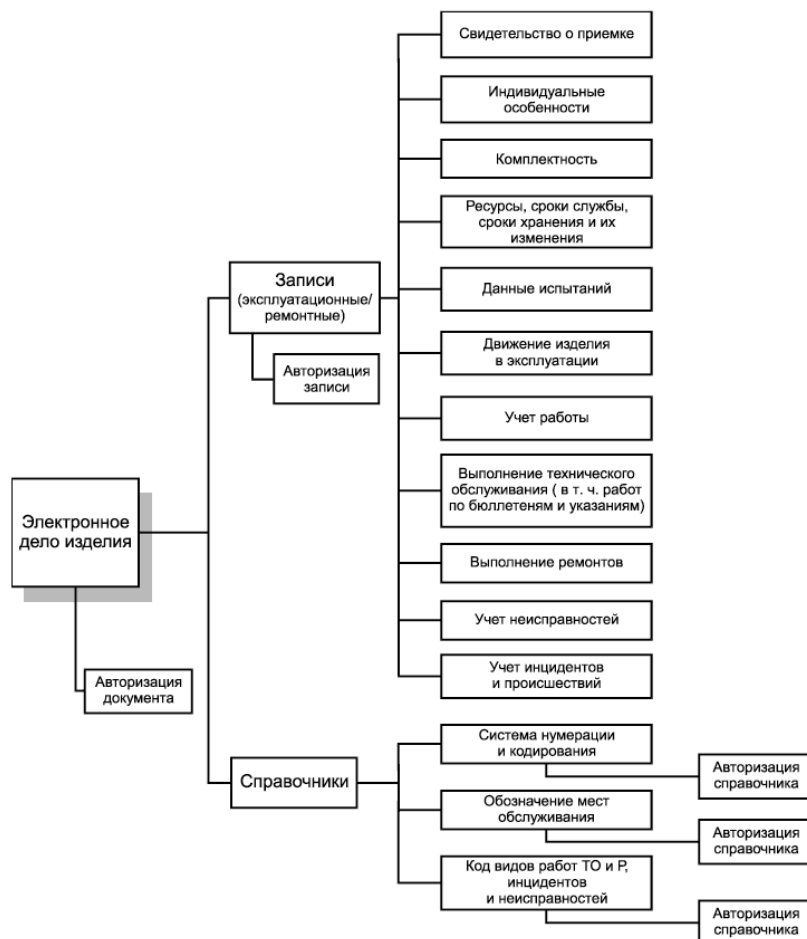 Свидетельство о приемке
Индивидуальные
особенности
Комплектность
Ресурсы, сроки службы,
сроки хранения и их
изменения
Записи
(эксплуатационные/
ремонтные)
Данные испытаний
Движение изделия
в эксплуатации
Авторизация
записи
Учет работы
Выполнение технического
обслуживания ( в т. ч. работ
по бюллетеням и указаниям)
Электронное
дело изделия
Выполнение ремонтов
Учет неисправностей
Авторизация
документа
Учет инцидентов
и происшествий
Справочники
Система нумерации
и кодирования
Авторизация
справочника
Обозначение мест
обслуживания
Авторизация
справочника
Код видов работ ТО и Р,
инцидентов
и неисправностей
Авторизация
справочника